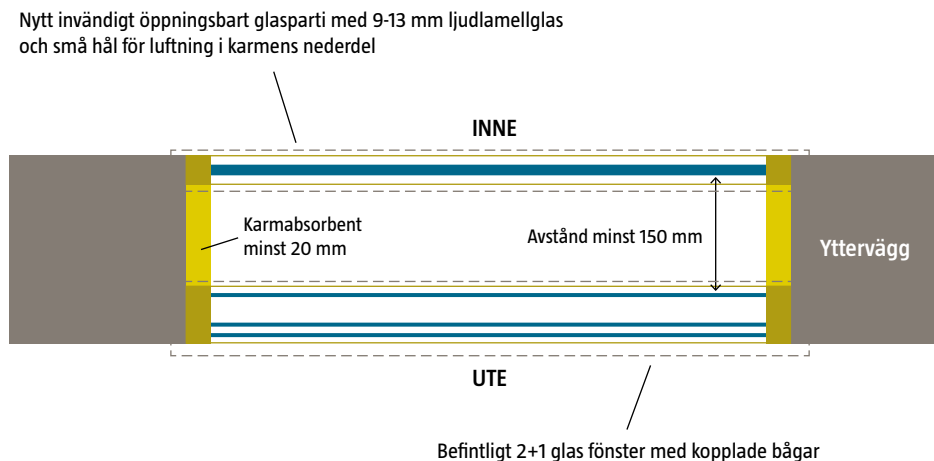 Nytt invändigt öppningsbart glasparti med 9-13 mm ljudlamellglas
och små hål för luftning i karmens nederdel
INNE
Karmabsorbent
minst 20 mm
Avstånd minst 150 mm
Yttervägg
UTE
Befintligt 2+1 glas fönster med kopplade bågar